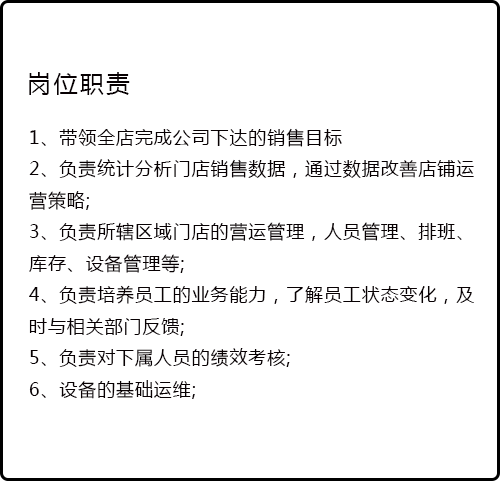 岗位职责
1、带领全店完成公司下达的销售目标
2、负责统计分析门店销售数据，通过数据改善店铺运
营策略;
3、负责所辖区域门店的营运管理，人员管理、排班、
库存、设备管理等;
4、负责培养员工的业务能力，了解员工状态变化，及
时与相关部门反馈;
5、负责对下属人员的绩效考核;
6、设备的基础运维;